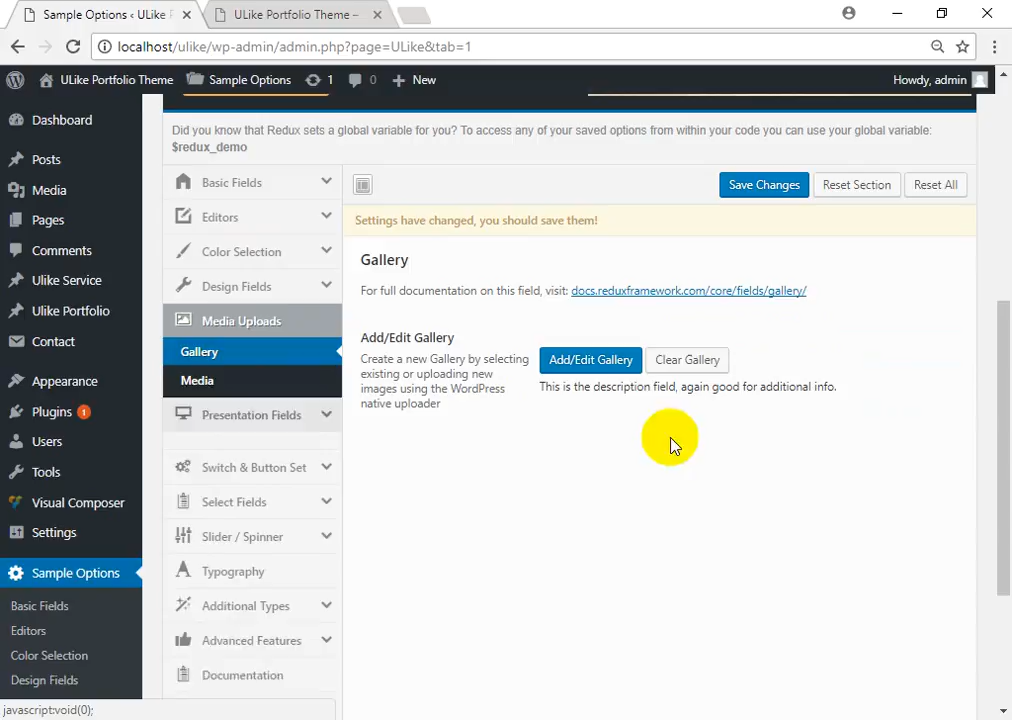 Sample Options ‹ ULike P
ULike Portfolio Theme –
localhost/ulike/wp-admin/admin.php?page=ULike&tab=1
ULike Portfolio Theme
Sample Options
1
0
New
Howdy, admin
Dashboard
Posts
Media
Pages
Comments
Ulike Service
Ulike Portfolio
Contact
Appearance
Plugins 1
Users
Tools
Visual Composer
Settings
Sample Options
Basic Fields
Editors
Color Selection
Design Fields
javascript:void(0);
Did you know that Redux sets a global variable for you? To access any of your saved options from within your code you can use your global variable:
$redux_demo
Basic Fields
Editors
Color Selection
Design Fields
Media Uploads
Gallery
Media
Presentation Fields
Switch & Button Set
Select Fields
Slider / Spinner
Typography
Additional Types
Advanced Features
Documentation
Save Changes
Reset Section
Reset All
Settings have changed, you should save them!
Gallery
For full documentation on this field, visit: docs.reduxframework.com/core/fields/gallery/
Add/Edit Gallery
Create a new Gallery by selecting
existing or uploading new
images using the WordPress
native uploader
Add/Edit Gallery
Clear Gallery
This is the description field, again good for additional info.